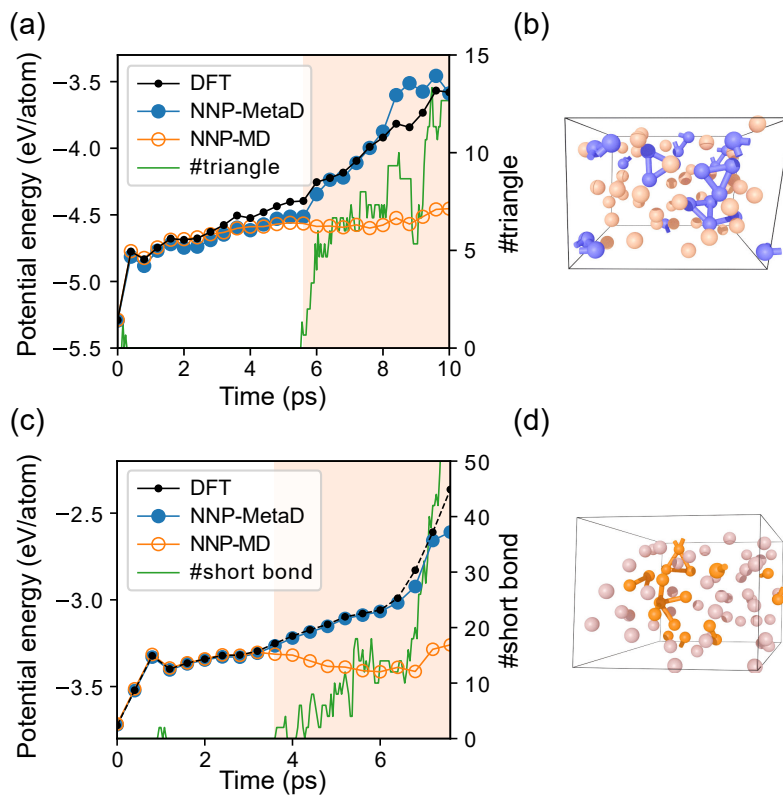 (a)
(b)
Potential energy (eV/atom)
−3.5
−4.0
−4.5
−5.0
−5.5
DFT
NNP-MetaD
NNP-MD
#triangle
15
10
5
0
#triangle
0 2 4 6 8 10
Time (ps)
(c)
(d)
Potential energy (eV/atom)
−2.5
−3.0
−3.5
DFT
NNP-MetaD
NNP-MD
#short bond
50
40
30
20
10
0
#short bond
0 2 4 6
Time (ps)